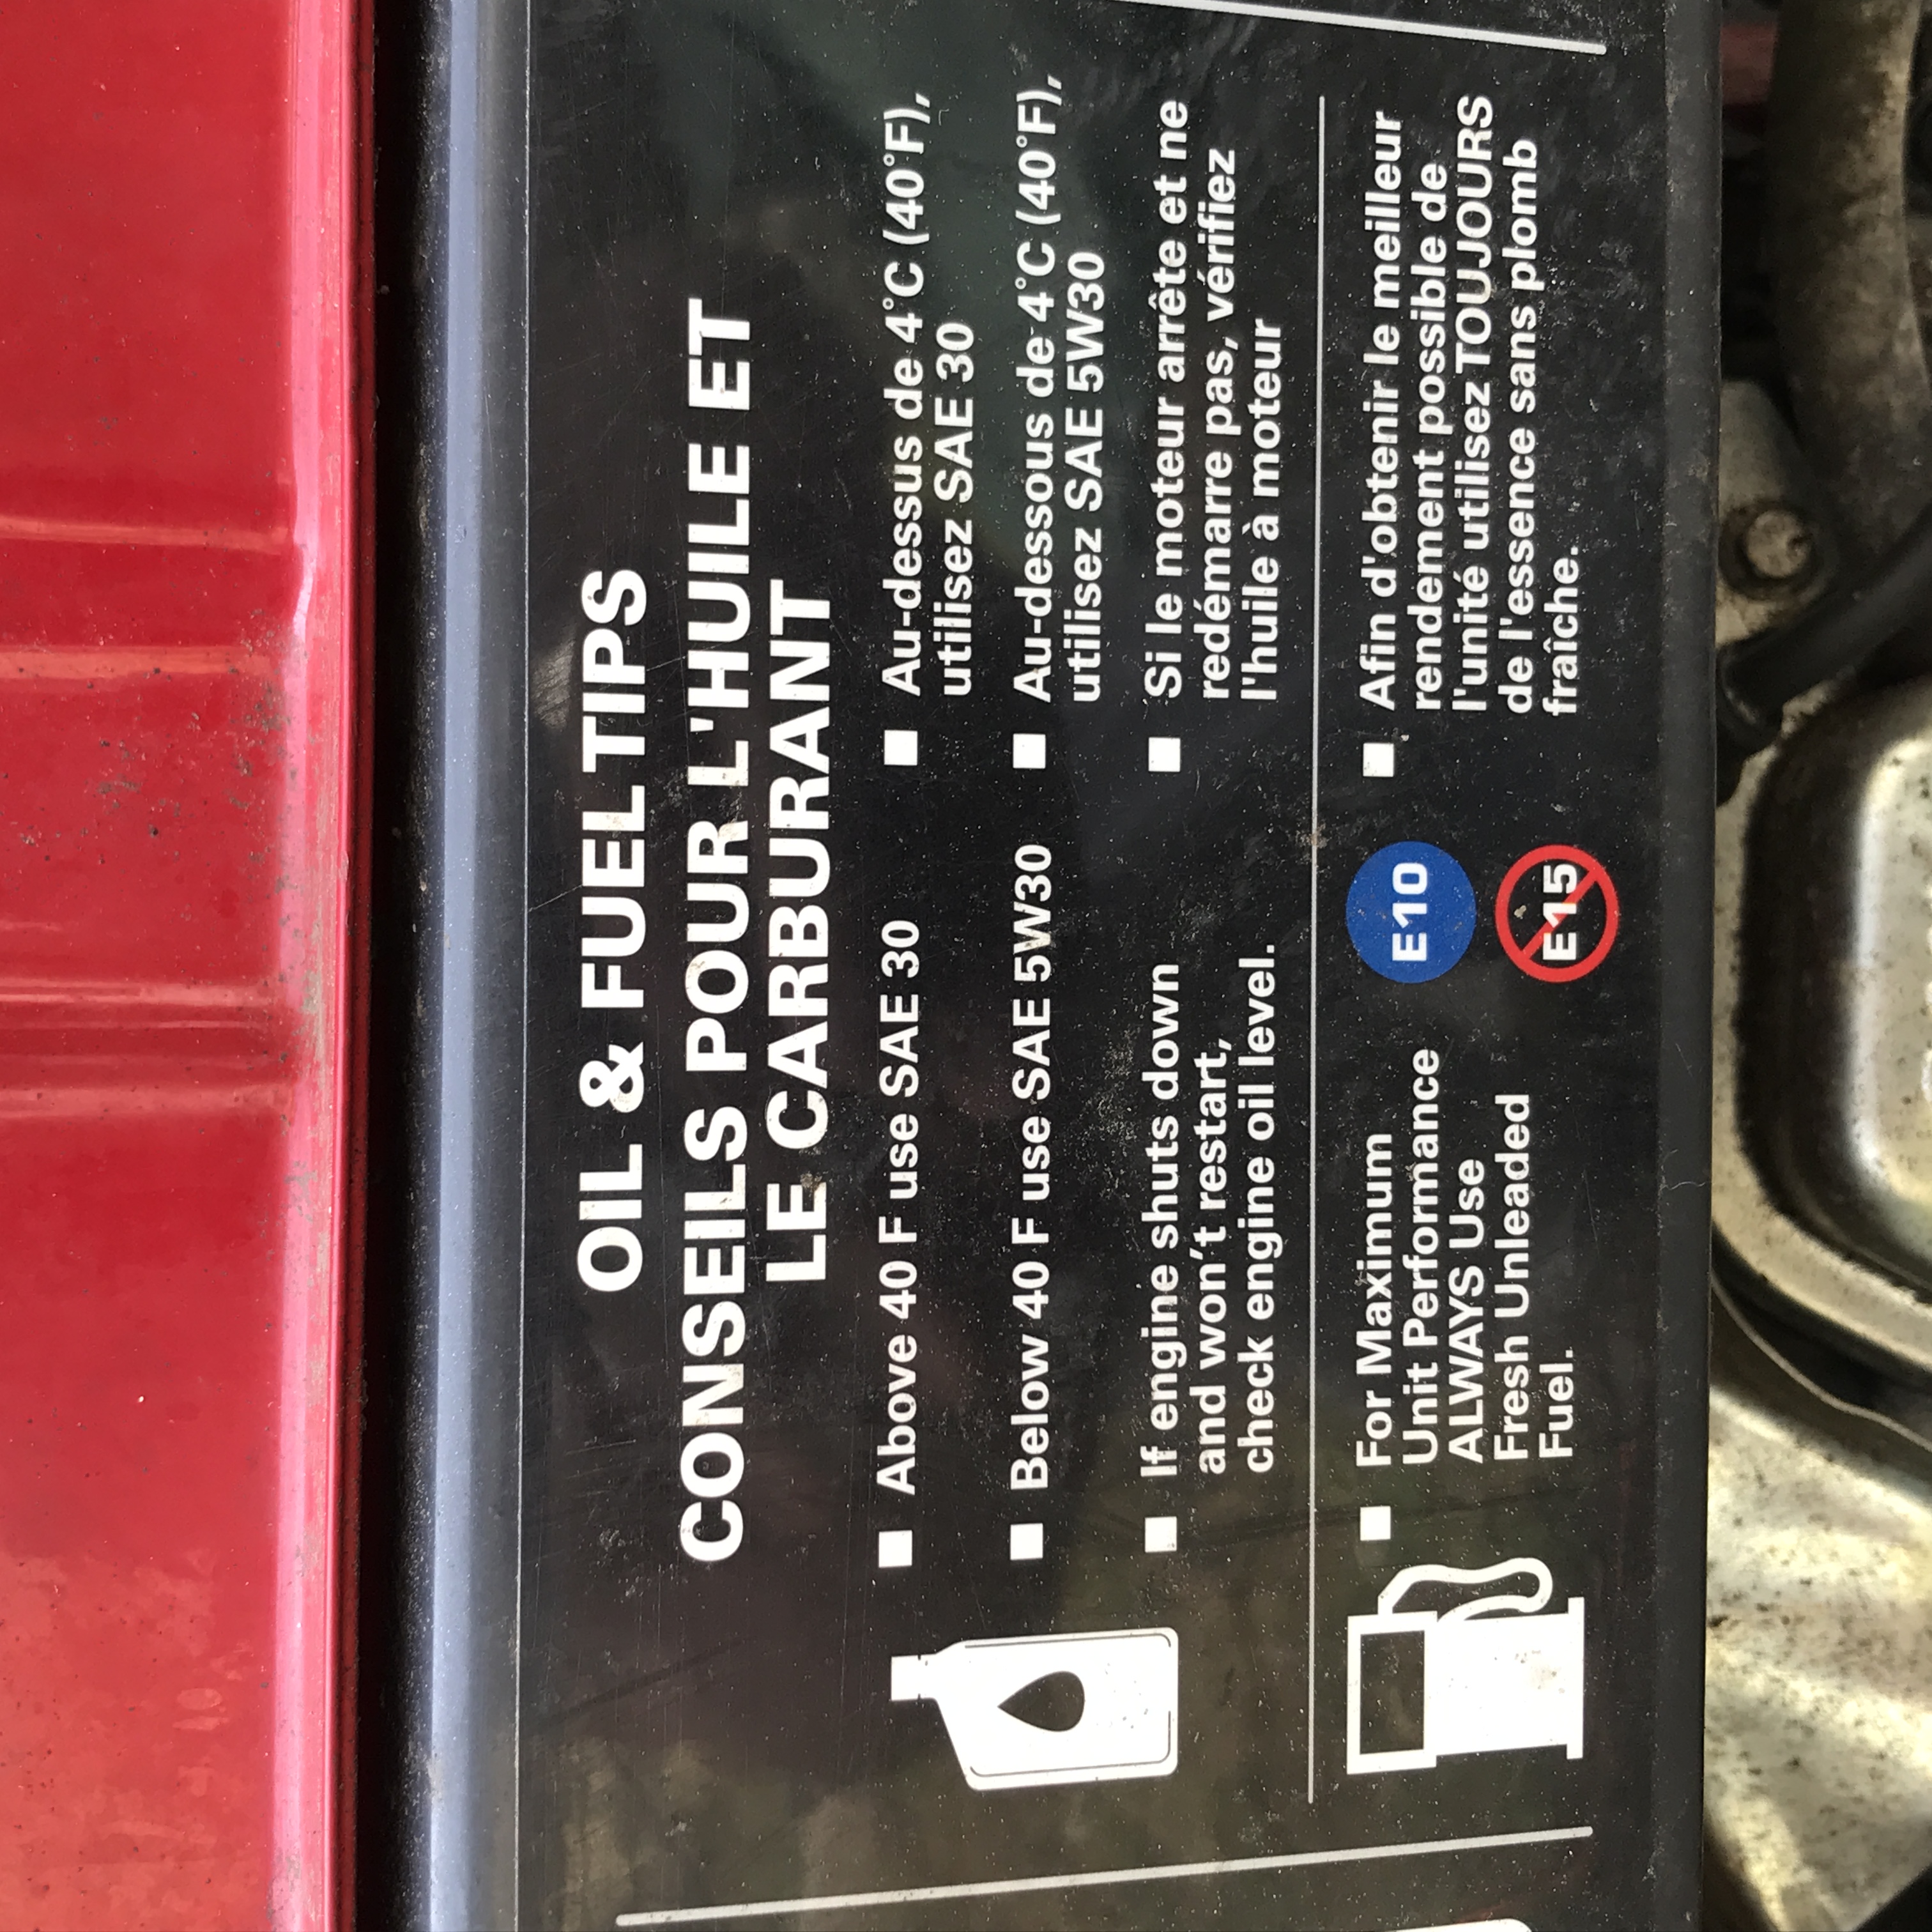 OIL & FUEL TIPS
CONSEILS POUR L'HUILE ET
LE CARBURANT
Above 40 F use SAE 30
Below 40 F use SAE 5W30
If engine shuts down
and won't restart,
check engine oil level.
Au-dessus de 4°C (40°F),
utilisez SAE 30
Au-dessous de 4°C (40°F),
utilisez SAE 5W30
Si le moteur arrête et ne
redémarre pas, vérifiez
l'huile à moteur
For Maximum
Unit Performance
ALWAYS Use
Fresh Unleaded
Fuel.
E10
E15
Afin d'obtenir le meilleur
rendement possible de
l'unité utilisez TOUJOURS
de l'essence sans plomb
fraîche.